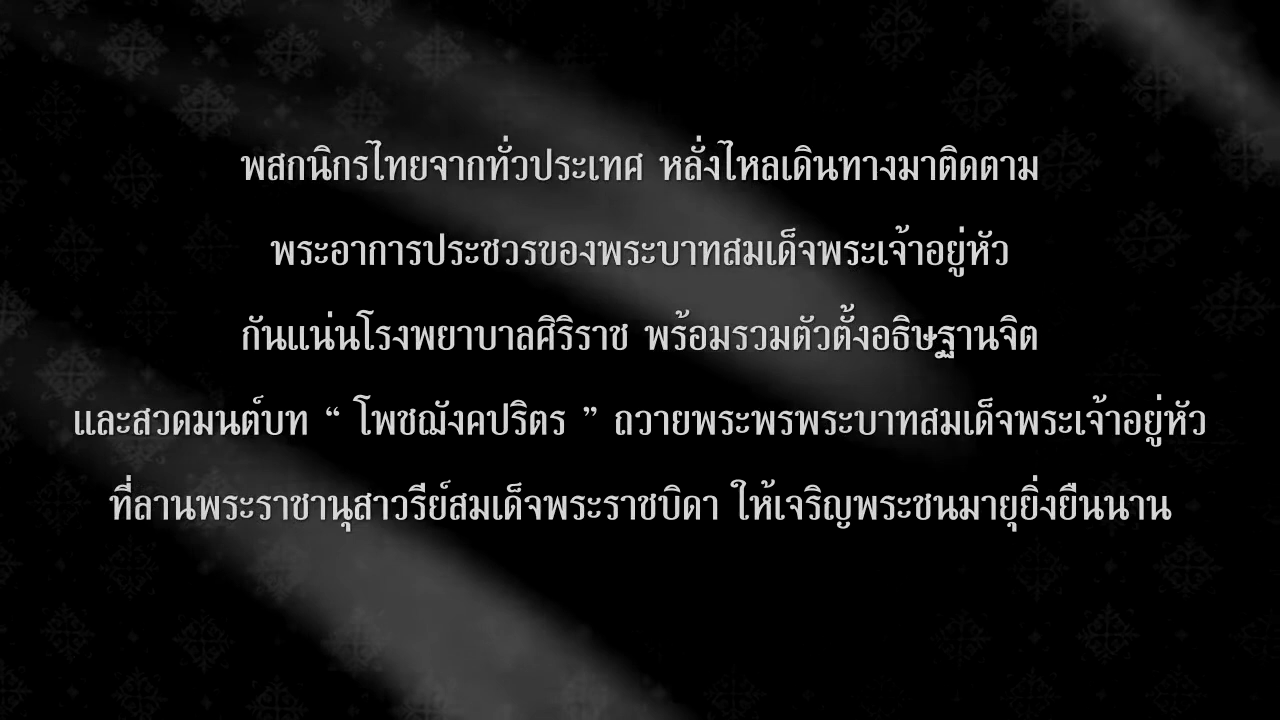 พสกนิกรไทยจากทั่วประเทศ หลั่งไหลเดินทางมาติดตาม
พระอาการประชวรของพระบาทสมเด็จพระเจ้าอยู่หัว
กันแน่นโรงพยาบาลศิริราช พร้อมรวมตัวตั้งอธิษฐานจิต
และสวดมนต์บท “ โพชฌังคปริตร ” ถวายพระพรพระบาทสมเด็จพระเจ้าอยู่หัว
ที่ลานพระราชานุสาวรีย์สมเด็จพระราชบิดา ให้เจริญพระชนมายุยิ่งยืนนาน